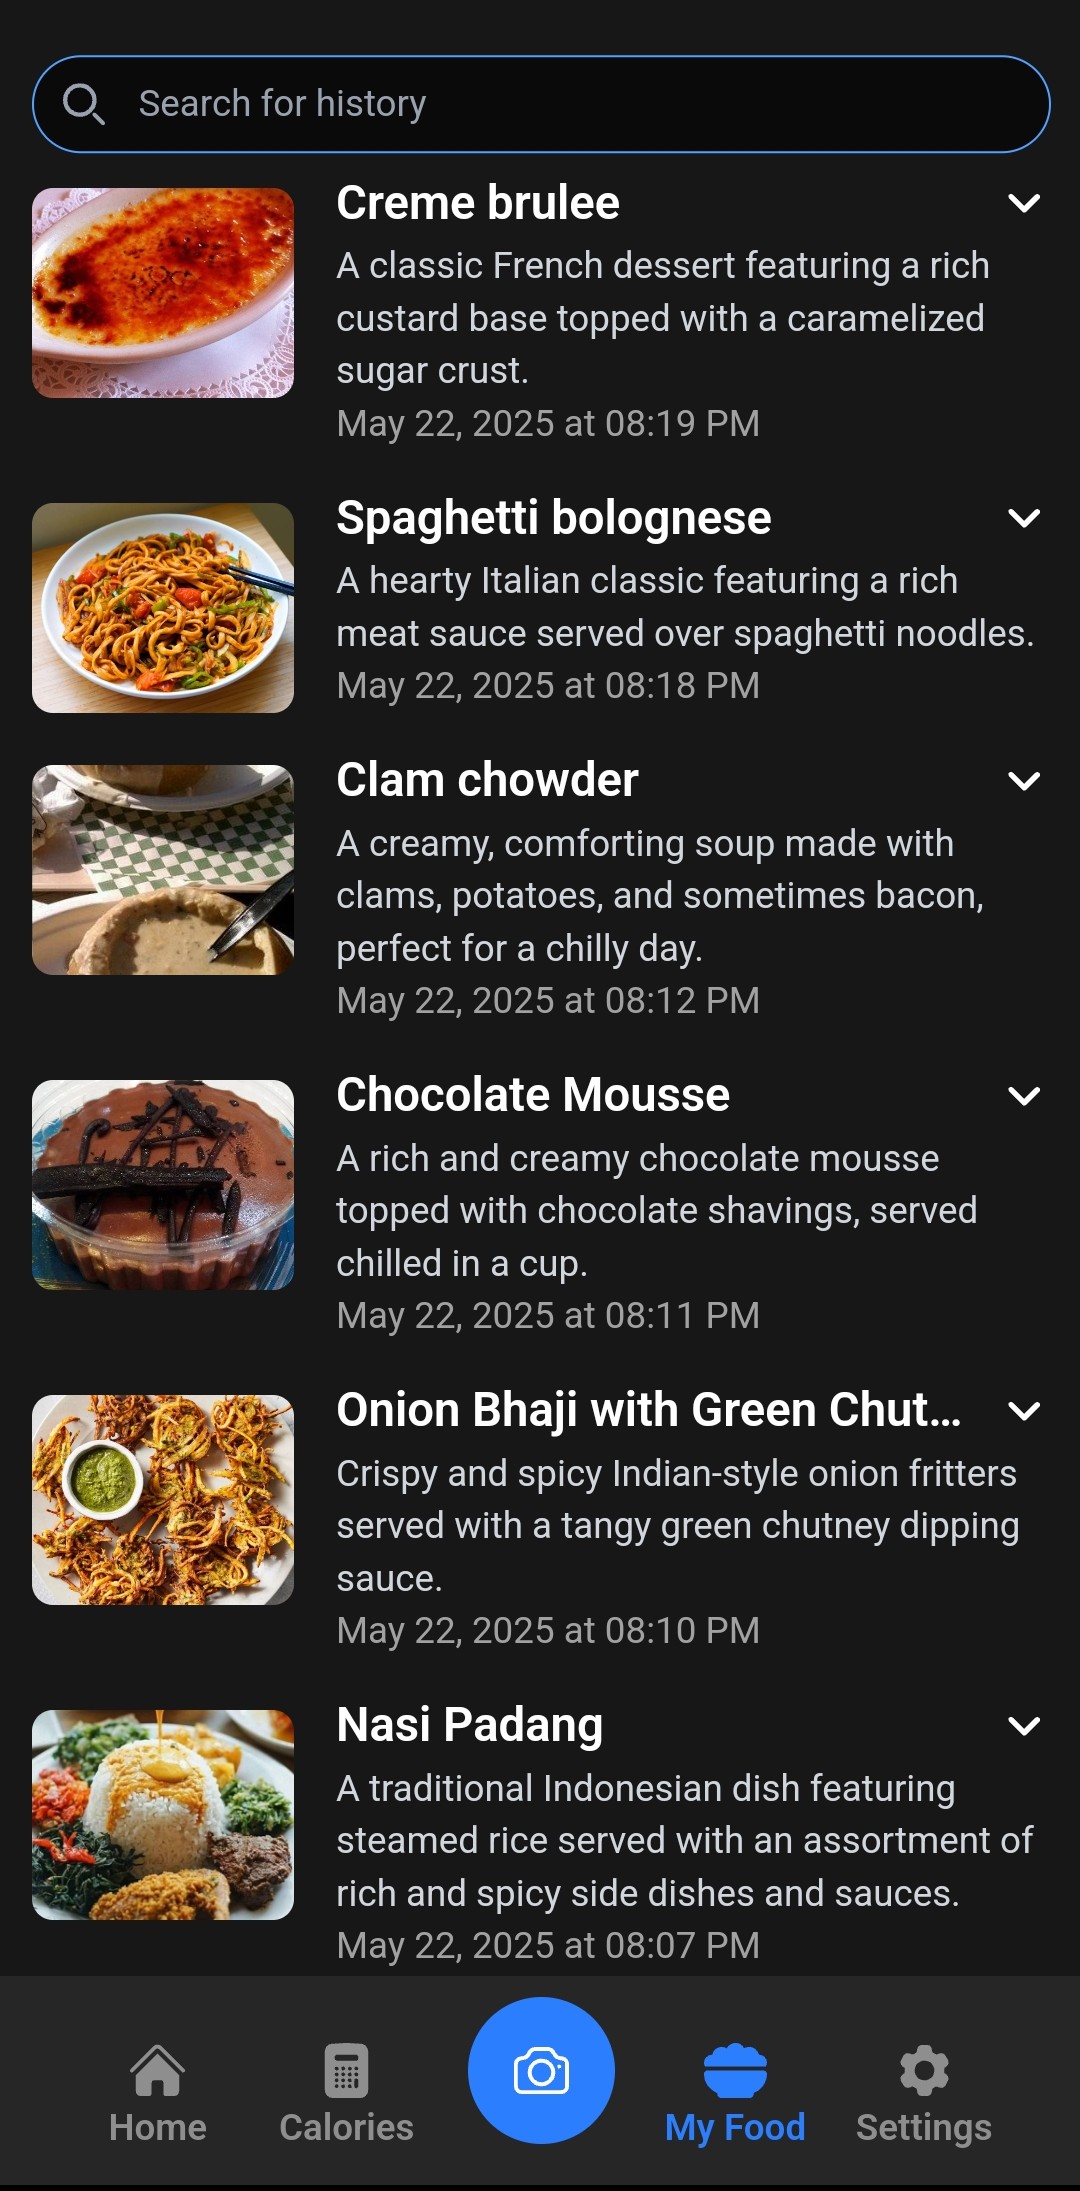 Search for history
Creme brulee
A classic French dessert featuring a rich
custard base topped with a caramelized
sugar crust.
May 22, 2025 at 08:19 PM
Spaghetti bolognese
A hearty Italian classic featuring a rich
meat sauce served over spaghetti noodles.
May 22, 2025 at 08:18 PM
Clam chowder
A creamy, comforting soup made with
clams, potatoes, and sometimes bacon,
perfect for a chilly day.
May 22, 2025 at 08:12 PM
Chocolate Mousse
A rich and creamy chocolate mousse
topped with chocolate shavings, served
chilled in a cup.
May 22, 2025 at 08:11 PM
Onion Bhaji with Green Chut...
Crispy and spicy Indian-style onion fritters
served with a tangy green chutney dipping
sauce.
May 22, 2025 at 08:10 PM
Nasi Padang
A traditional Indonesian dish featuring
steamed rice served with an assortment of
rich and spicy side dishes and sauces.
May 22, 2025 at 08:07 PM
Home
Calories
My Food
Settings